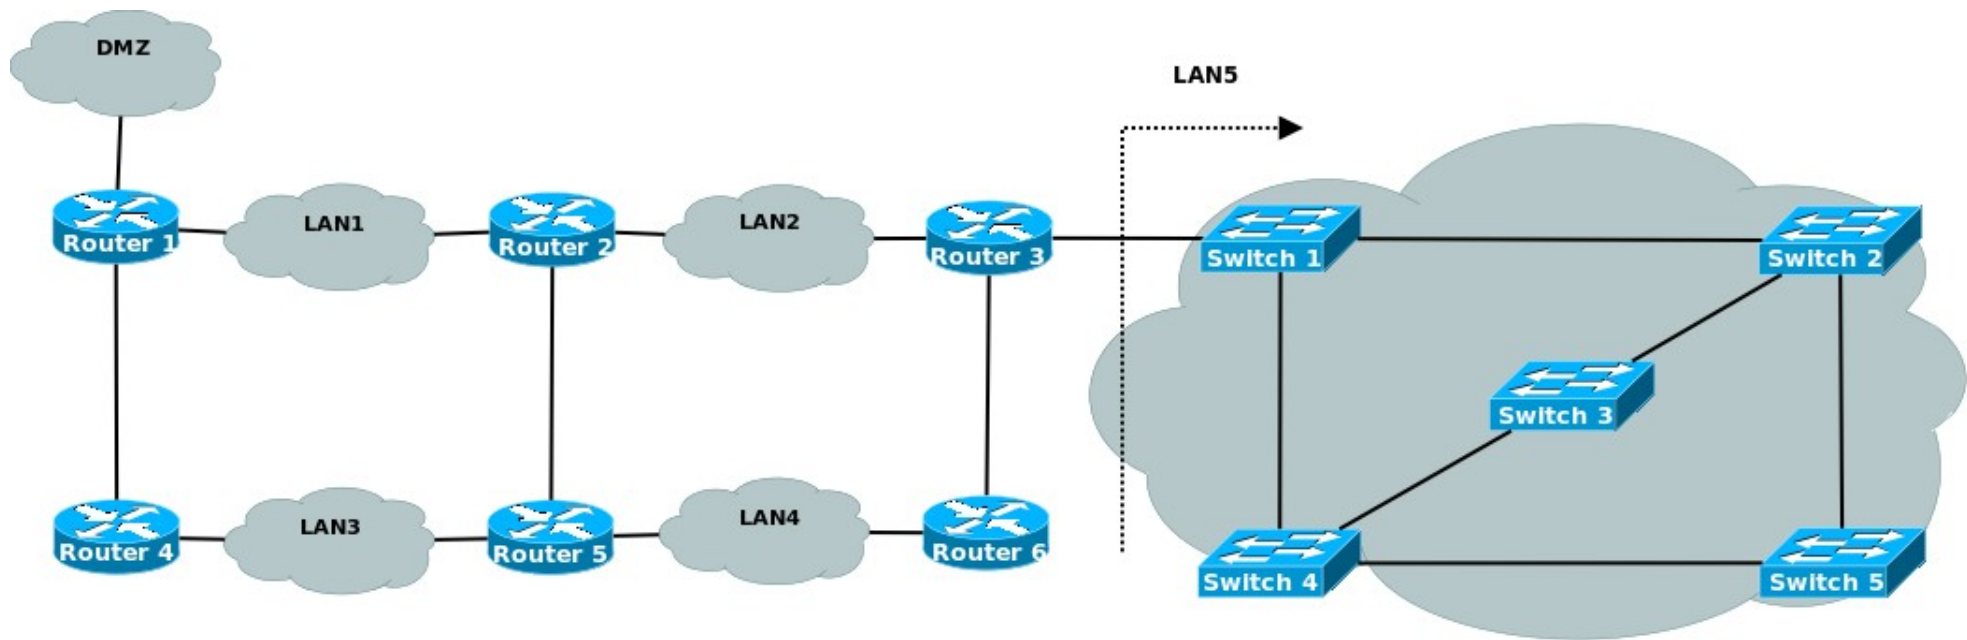 DMZ
LAN5
LAN1
LAN2
Router 1
Router 2
Router 3
Switch 1
Switch 2
Switch 3
LAN3
LAN4
Router 4
Router 5
Router 6
Switch 4
Switch 5